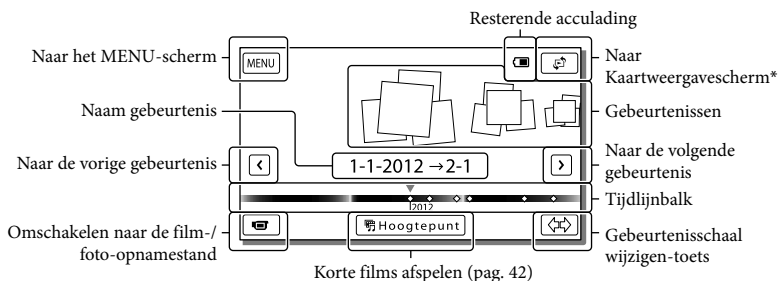 Resterende acculading
Naar het MENU-scherm
MENU
Naar
Kaartweergavescherm*
Naam gebeurtenis
Gebeurtenissen
Naar de vorige gebeurtenis
1-1-2012 →2-1
Naar de volgende
gebeurtenis
Tijdlijnbalk
2012
Omschakelen naar de film-/
foto-opnamestand
Hoogtepunt
Gebeurtenisschaal
wijzigen-toets
Korte films afspelen (pag. 42)